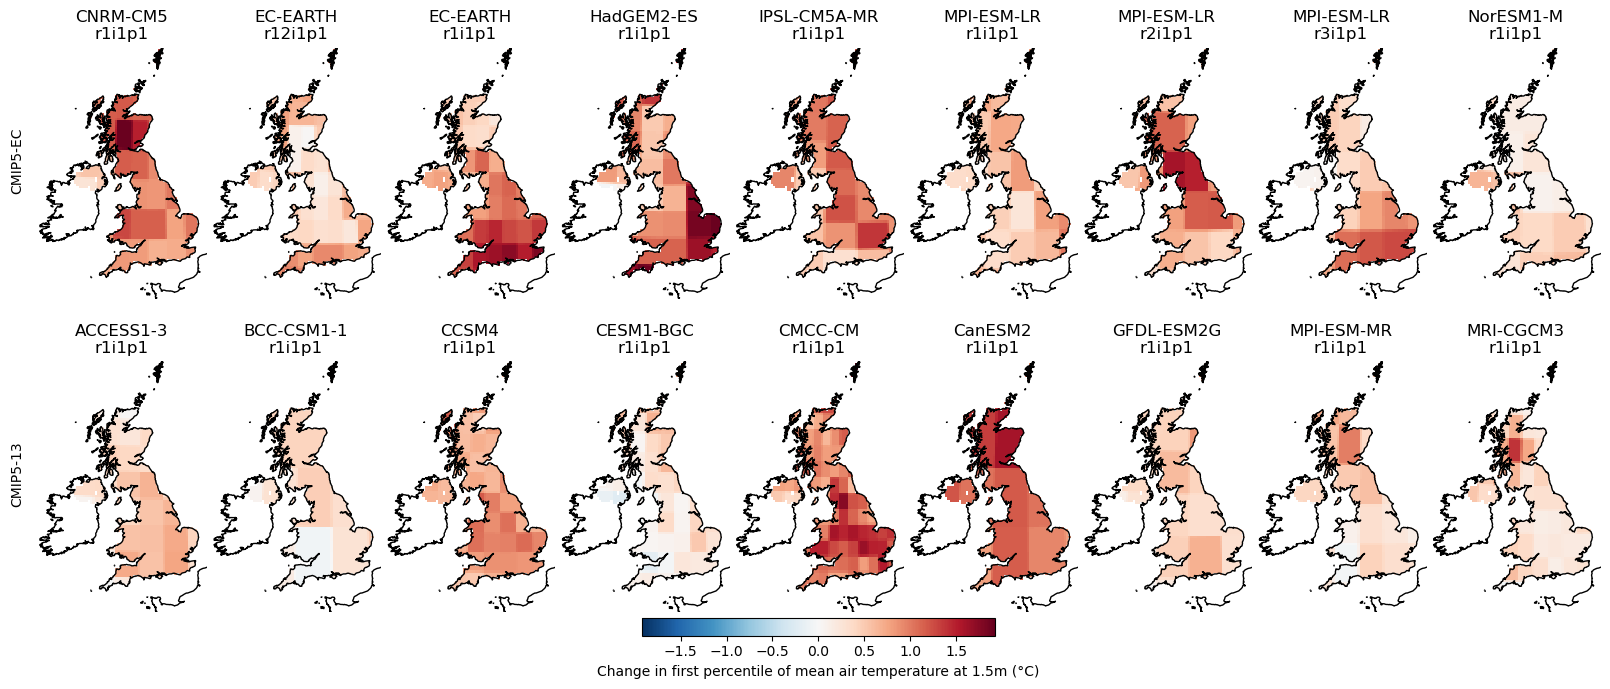 CNRM-CM5
r1i1p1
EC-EARTH
r12i1p1
EC-EARTH
r1i1p1
HadGEM2-ES
r1i1p1
IPSL-CM5A-MR
r1i1p1
MPI-ESM-LR
r1i1p1
MPI-ESM-LR
r2i1p1
MPI-ESM-LR
r3i1p1
NorESM1-M
r1i1p1
CMIP5-EC
ACCESS1-3
r1i1p1
BCC-CSM1-1
r1i1p1
CCSM4
r1i1p1
CESM1-BGC
r1i1p1
CMCC-CM
r1i1p1
CanESM2
r1i1p1
GFDL-ESM2G
r1i1p1
MPI-ESM-MR
r1i1p1
MRI-CGCM3
r1i1p1
CMIP5-13
−1.5 −1.0 −0.5 0.0 0.5 1.0 1.5
Change in first percentile of mean air temperature at 1.5m (°C)